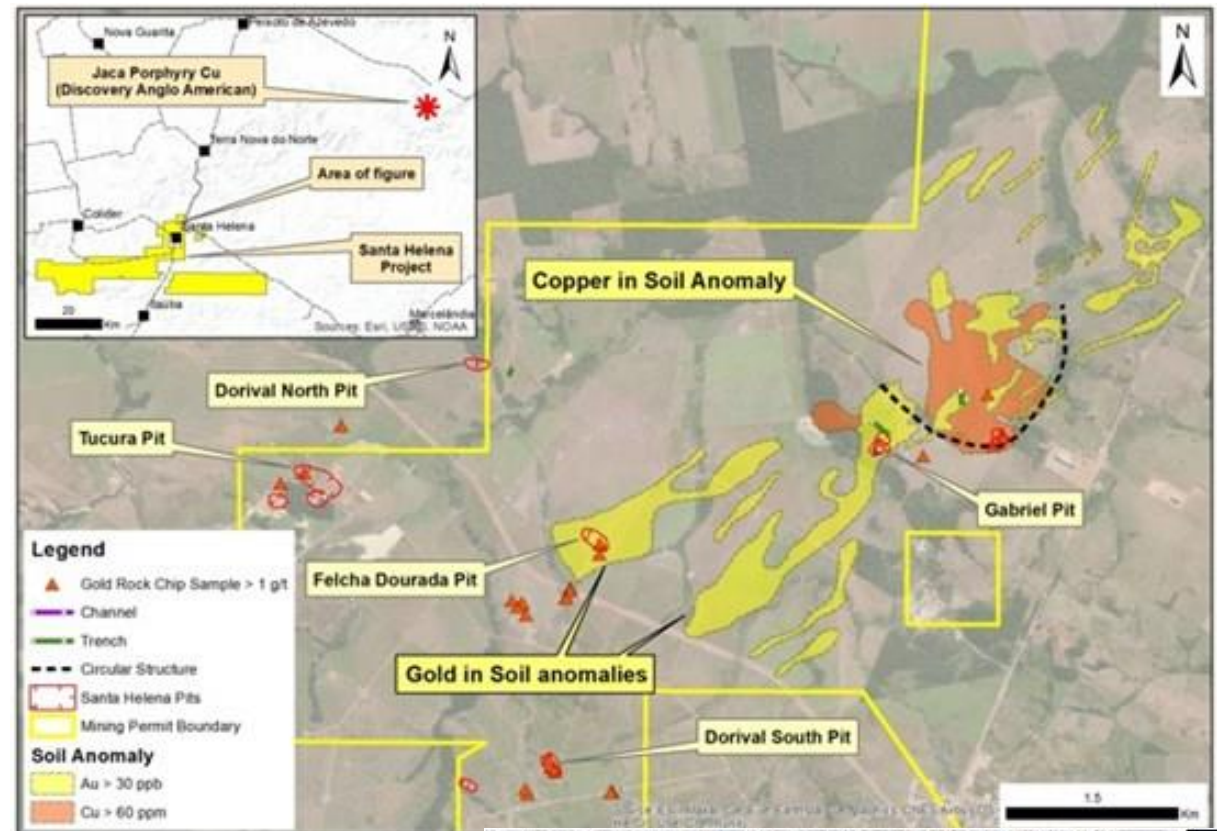 Peixoto de Azevedo
Nova Guarita
N
Jaca Porphyry Cu
(Discovery Anglo American)
Terra Nova do Norte
Area of figure
Colider
Santa Helena
Santa Helena
Project
Itaúba
Marcelândia
20
Km
Sources: Esri, USGS, NOAA
N
Copper in Soil Anomaly
Dorival North Pit
Tucura Pit
Gabriel Pit
Felcha Dourada Pit
Gold in Soil anomalies
Dorival South Pit
Legend
Gold Rock Chip Sample > 1 g/t
Channel
Trench
Circular Structure
Santa Helena Pits
Mining Permit Boundary
Soil Anomaly
Au > 30 ppb
Cu > 60 ppm
1.5
Km